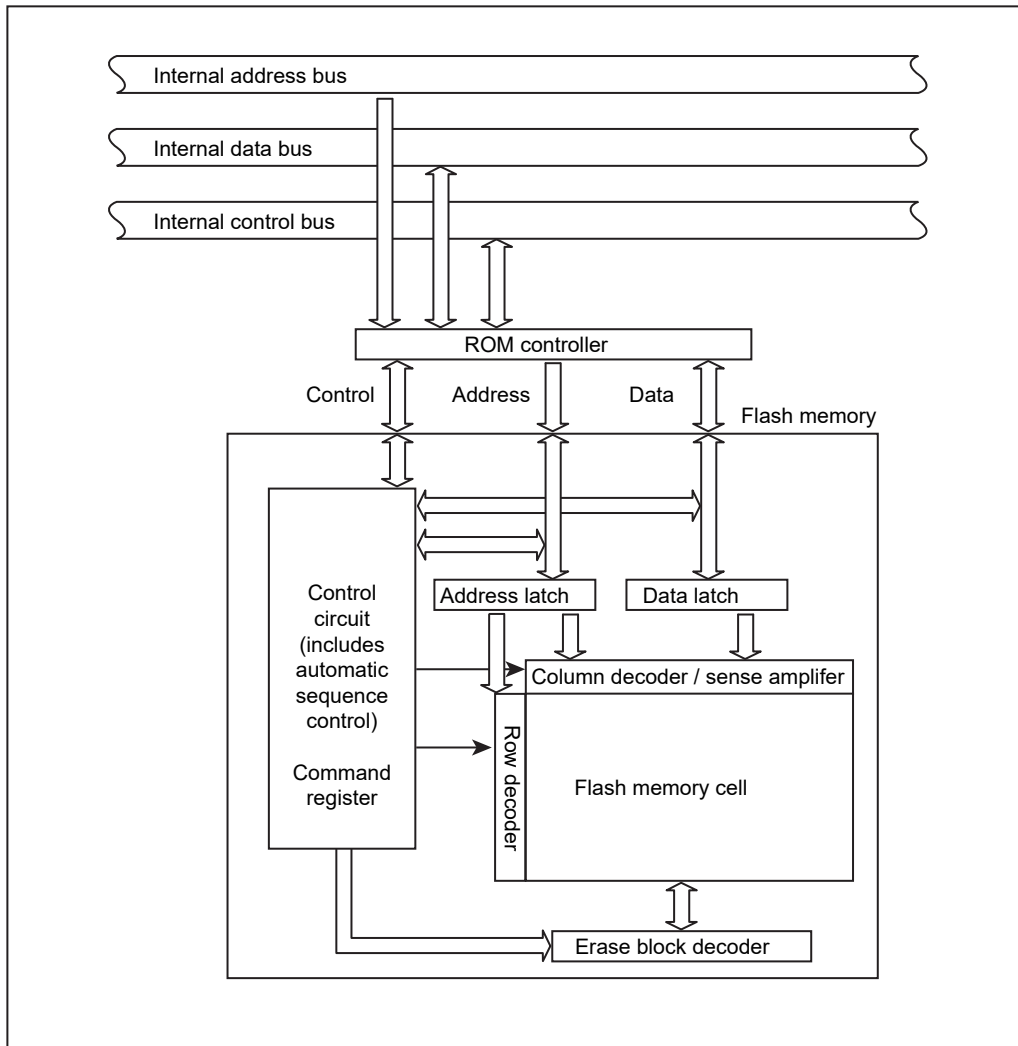 Internal address bus
Internal data bus
Internal control bus
ROM controller
Control
Address
Data
Flash memory
Control
circuit
(includes
automatic
sequence
control)
Command
register
Address latch
Data latch
Column decoder / sense amplifer
Row decoder
Flash memory cell
Erase block decoder